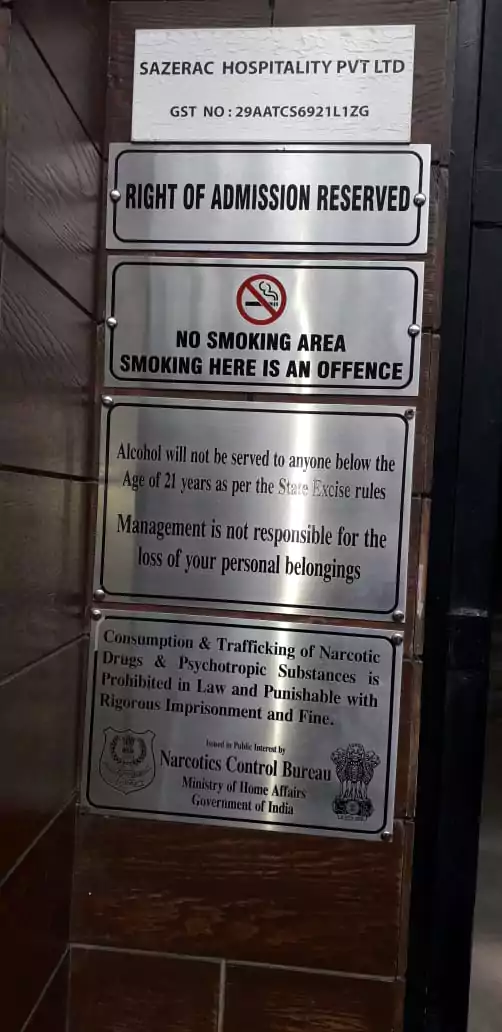 SAZERAC HOSPITALITY PVT LTD
GST NO : 29AATCS6921L1ZG
RIGHT OF ADMISSION RESERVED
NO SMOKING AREA
SMOKING HERE IS AN OFFENCE
Alcohol will not be served to anyone below the
Age of 21 years as per the State Excise rules
Management is not responsible for the
loss of your personal belongings
Consumption & Trafficking of Narcotic
Drugs & Psychotropic Substances is
Prohibited in Law and Punishable with
Rigorous Imprisonment and Fine.
Issued in Public Interest by
Narcotics Control Bureau
Ministry of Home Affairs
Government of India